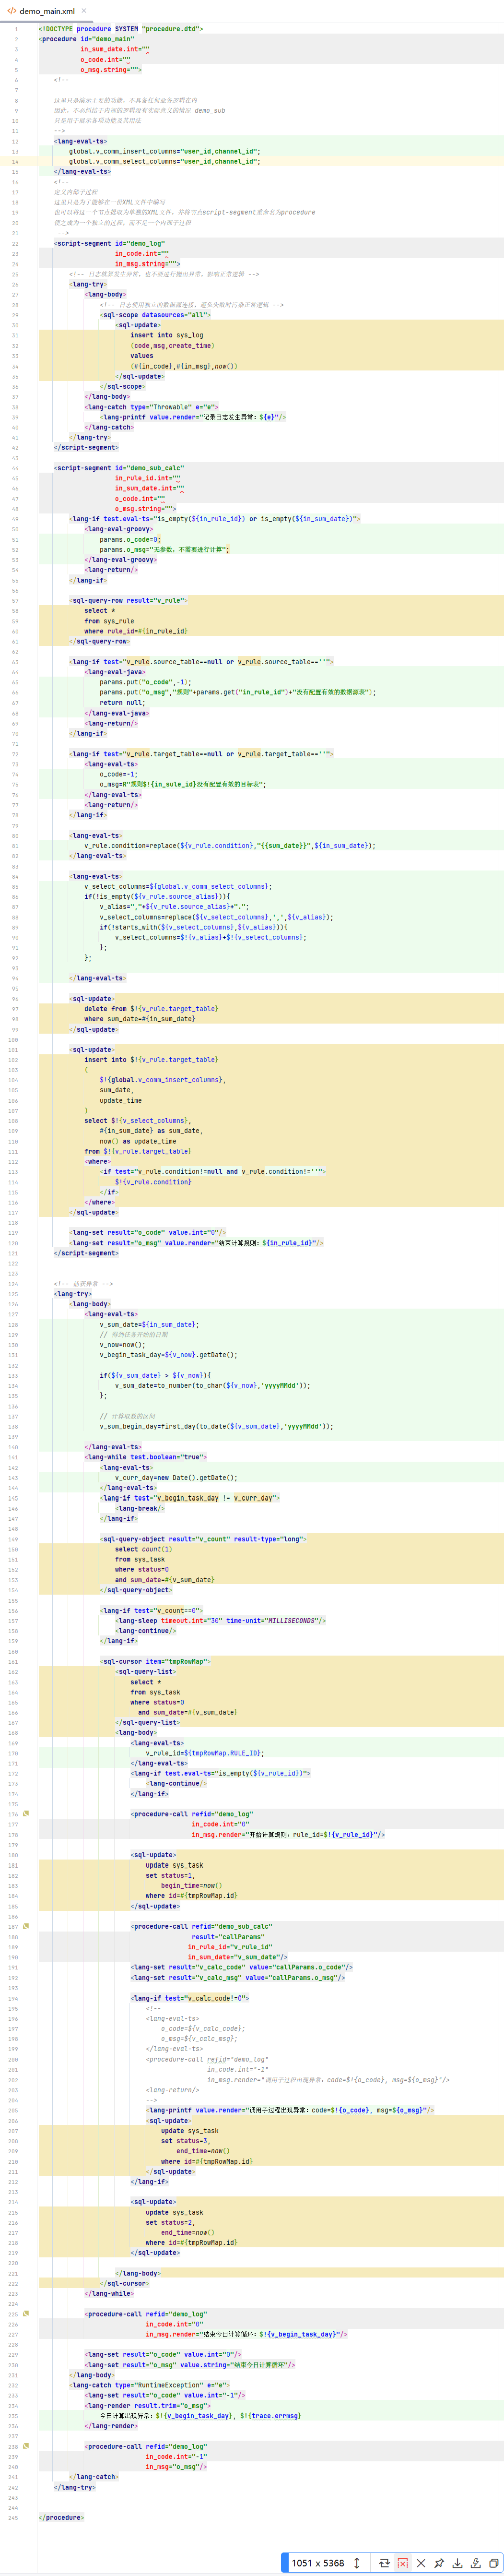 demo_main.xml
<!DOCTYPE procedure SYSTEM "procedure.dtd">
<procedure id="demo_main"
in_sum_date.int=""
o_code.int=""
o_msg.string="">
<!--
这里只是演示主要的功能，不具备任何业务逻辑在内
因此，不必纠结于内部的逻辑没有实际意义的情况 demo_sub
只是用于展示各项功能及其用法
-->
<lang-eval-ts>
global.v_comm_insert_columns="user_id,channel_id";
global.v_comm_select_columns="user_id,channel_id";
</lang-eval-ts>
<!--
定义内部子过程
这里只是为了能够在一份XML文件中编写
也可以将这一个节点提取为单独的XML文件，并将节点script-segment重命名为procedure
使之成为一个独立的过程，而不是一个内部子过程
-->
<script-segment id="demo_log"
in_code.int=""
in_msg.string="">
<!-- 日志就算发生异常，也不要进行抛出异常，影响正常逻辑 -->
<lang-try>
<lang-body>
<!-- 日志使用独立的数据源连接，避免失败时污染正常逻辑 -->
<sql-scope datasources="all">
<sql-update>
insert into sys_log
(code,msg,create_time)
values
(#{in_code},#{in_msg},now())
</sql-update>
</sql-scope>
</lang-body>
<lang-catch type="Throwable" e="e">
<lang-printf value.render="记录日志发生异常：${e}"/>
</lang-catch>
</lang-try>
</script-segment>
<script-segment id="demo_sub_calc"
in_rule_id.int=""
in_sum_date.int=""
o_code.int=""
o_msg.string="">
<lang-if test.eval-ts="is_empty(${in_rule_id}) or is_empty(${in_sum_date})">
<lang-eval-groovy>
params.o_code=0;
params.o_msg="无参数，不需要进行计算";
</lang-eval-groovy>
<lang-return/>
</lang-if>
<sql-query-row result="v_rule">
select *
from sys_rule
where rule_id=#{in_rule_id}
</sql-query-row>
<lang-if test="v_rule.source_table==null or v_rule.source_table==''">
<lang-eval-java>
params.put("o_code",-1);
params.put("o_msg","规则"+params.get("in_rule_id")+"没有配置有效的数据源表");
return null;
</lang-eval-java>
<lang-return/>
</lang-if>
<lang-if test="v_rule.target_table==null or v_rule.target_table==''">
<lang-eval-ts>
o_code=-1;
o_msg=R"规则$!{in_sule_id}没有配置有效的目标表";
</lang-eval-ts>
<lang-return/>
</lang-if>
<lang-eval-ts>
v_rule.condition=replace(${v_rule.condition},"{{sum_date}}",${in_sum_date});
</lang-eval-ts>
<lang-eval-ts>
v_select_columns=${global.v_comm_select_columns};
if(!is_empty(${v_rule.source_alias})){
v_alias=","+${v_rule.source_alias}+".";
v_select_columns=replace(${v_select_columns},',',${v_alias});
if(!starts_with(${v_select_columns},${v_alias})){
v_select_columns=$!{v_alias}+$!{v_select_columns};
};
};
</lang-eval-ts>
<sql-update>
delete from $!{v_rule.target_table}
where sum_date=#{in_sum_date}
</sql-update>
<sql-update>
insert into $!{v_rule.target_table}
(
$!{global.v_comm_insert_columns},
sum_date,
update_time
)
select $!{v_select_columns},
#{in_sum_date} as sum_date,
now() as update_time
from $!{v_rule.target_table}
<where>
<if test="v_rule.condition!=null and v_rule.condition!=''">
$!{v_rule.condition}
</if>
</where>
</sql-update>
<lang-set result="o_code" value.int="0"/>
<lang-set result="o_msg" value.render="结束计算规则：${in_rule_id}"/>
</script-segment>
<!-- 捕获异常 -->
<lang-try>
<lang-body>
<lang-eval-ts>
v_sum_date=${in_sum_date};
// 得到任务开始的日期
v_now=now();
v_begin_task_day=${v_now}.getDate();
if(${v_sum_date} > ${v_now}){
v_sum_date=to_number(to_char(${v_now},'yyyyMMdd'));
};
// 计算取数的区间
v_sum_begin_day=first_day(to_date(${v_sum_date},'yyyyMMdd'));
</lang-eval-ts>
<lang-while test.boolean="true">
<lang-eval-ts>
v_curr_day=new Date().getDate();
</lang-eval-ts>
<lang-if test="v_begin_task_day != v_curr_day">
<lang-break/>
</lang-if>
<sql-query-object result="v_count" result-type="long">
select count(1)
from sys_task
where status=0
and sum_date=#{v_sum_date}
</sql-query-object>
<lang-if test="v_count==0">
<lang-sleep timeout.int="30" time-unit="MILLISECONDS"/>
<lang-continue/>
</lang-if>
<sql-cursor item="tmpRowMap">
<sql-query-list>
select *
from sys_task
where status=0
and sum_date=#{v_sum_date}
</sql-query-list>
<lang-body>
<lang-eval-ts>
v_rule_id=${tmpRowMap.RULE_ID};
</lang-eval-ts>
<lang-if test.eval-ts="is_empty(${v_rule_id})">
<lang-continue/>
</lang-if>
<procedure-call refid="demo_log"
in_code.int="0"
in_msg.render="开始计算规则，rule_id=$!{v_rule_id}"/>
<sql-update>
update sys_task
set status=1,
begin_time=now()
where id=#{tmpRowMap.id}
</sql-update>
<procedure-call refid="demo_sub_calc"
result="callParams"
in_rule_id="v_rule_id"
in_sum_date="v_sum_date"/>
<lang-set result="v_calc_code" value="callParams.o_code"/>
<lang-set result="v_calc_msg" value="callParams.o_msg"/>
<lang-if test="v_calc_code!=0">
<!--
<lang-eval-ts>
o_code=${v_calc_code};
o_msg=${v_calc_msg};
</lang-eval-ts>
<procedure-call refid="demo_log"
in_code.int="-1"
in_msg.render="调用子过程出现异常：code=$!{o_code}, msg=${o_msg}"/>
<lang-return/>
-->
<lang-printf value.render="调用子过程出现异常：code=$!{o_code}, msg=${o_msg}"/>
<sql-update>
update sys_task
set status=3,
end_time=now()
where id=#{tmpRowMap.id}
</sql-update>
</lang-if>
<sql-update>
update sys_task
set status=2,
end_time=now()
where id=#{tmpRowMap.id}
</sql-update>
</lang-body>
</sql-cursor>
</lang-while>
<procedure-call refid="demo_log"
in_code.int="0"
in_msg.render="结束今日计算循环：$!{v_begin_task_day}"/>
<lang-set result="o_code" value.int="0"/>
<lang-set result="o_msg" value.string="结束今日计算循环"/>
</lang-body>
<lang-catch type="RuntimeException" e="e">
<lang-set result="o_code" value.int="-1"/>
<lang-render result.trim="o_msg">
今日计算出现异常：$!{v_begin_task_day}, $!{trace.errmsg}
</lang-render>
<procedure-call refid="demo_log"
in_code.int="-1"
in_msg="o_msg"/>
</lang-catch>
</lang-try>
</procedure>
1051 x 5368